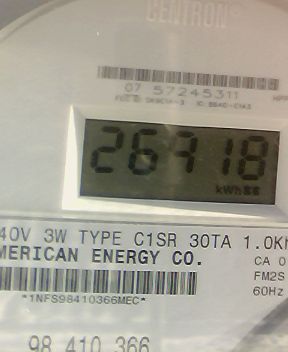 CENTRON®
07 57245311
26918
kWh
40V 3W TYPE C1SR 30TA 1.0Kh
MERICAN ENERGY CO.
CA 0
FM2S
*1NFS98410366MEC*
60Hz
98 410 366